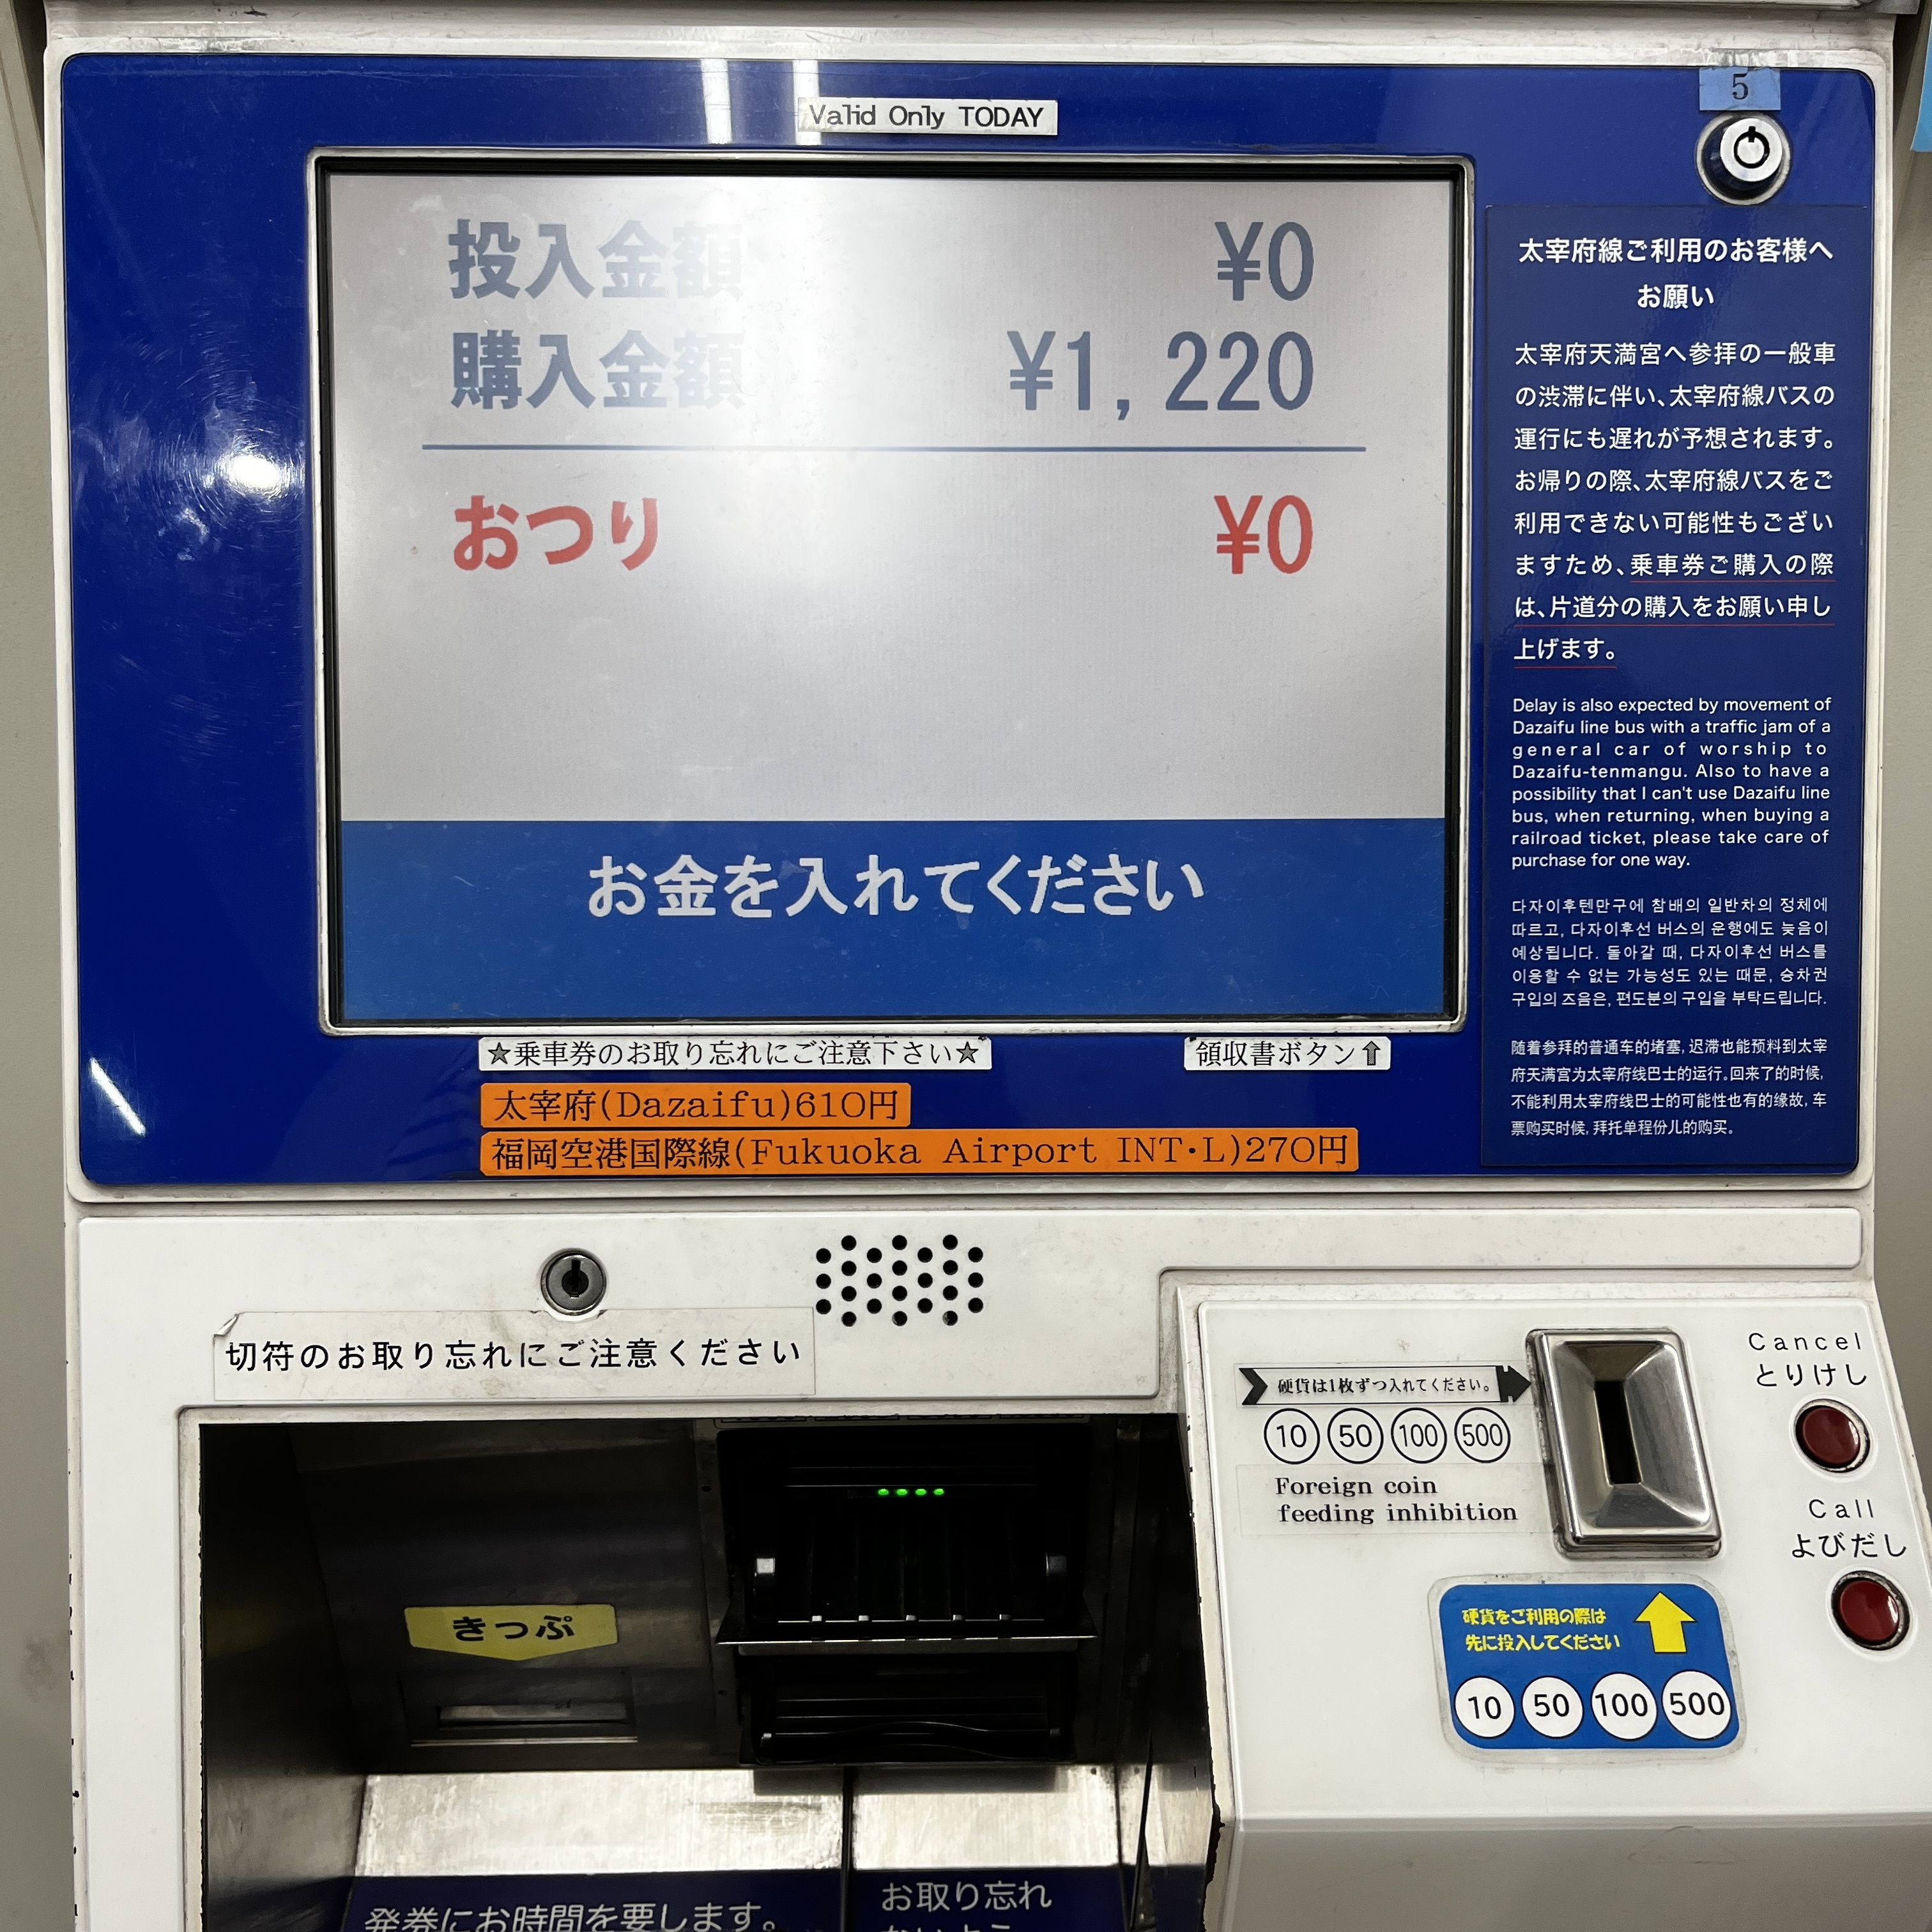 Valid Only TODAY
5
投入金額 ¥0
購入金額 ¥1,220
おつり ¥0
お金を入れてください
太宰府線ご利用のお客様へ
お願い
太宰府天満宮へ参拝の一般車
の渋滞に伴い、太宰府線バスの
運行にも遅れが予想されます。
お帰りの際、太宰府線バスをご
利用できない可能性もござい
ますため、乗車券ご購入の際
は、片道分の購入をお願い申し
上げます。
Delay is also expected by movement of
Dazaifu line bus with a traffic jam of a
general car of worship to
Dazaifu-tenmangu. Also to have a
possibility that I can't use Dazaifu line
bus, when returning, when buying a
railroad ticket, please take care of
purchase for one way.
다자이후텐만구에 참배의 일반차의 정체에
따르고, 다자이후선 버스의 운행에도 늦음이
예상됩니다. 돌아갈 때, 다자이후선 버스를
이용할 수 없는 가능성도 있는 때문, 승차권
구입의 즈음은, 편도분의 구입을 부탁드립니다.
随着参拜的普通车的堵塞, 迟滞也能预料到太宰
府天满宫为太宰府线巴士的运行。回来了的时候,
不能利用太宰府线巴士的可能性也有的缘故, 车
票购买时候, 拜托单程份儿的购买。
☆乗車券のお取り忘れにご注意下さい☆
領収書ボタン⇧
太宰府(Dazaifu)610円
福岡空港国際線(Fukuoka Airport INT・L)270円
切符のお取り忘れにご注意ください
硬貨は1枚ずつ入れてください。
10 50 100 500
Foreign coin
feeding inhibition
Cancel
とりけし
Call
よびだし
硬貨をご利用の際は
先に投入してください
10 50 100 500
きっぷ
発券にお時間を要します。
お取り忘れ